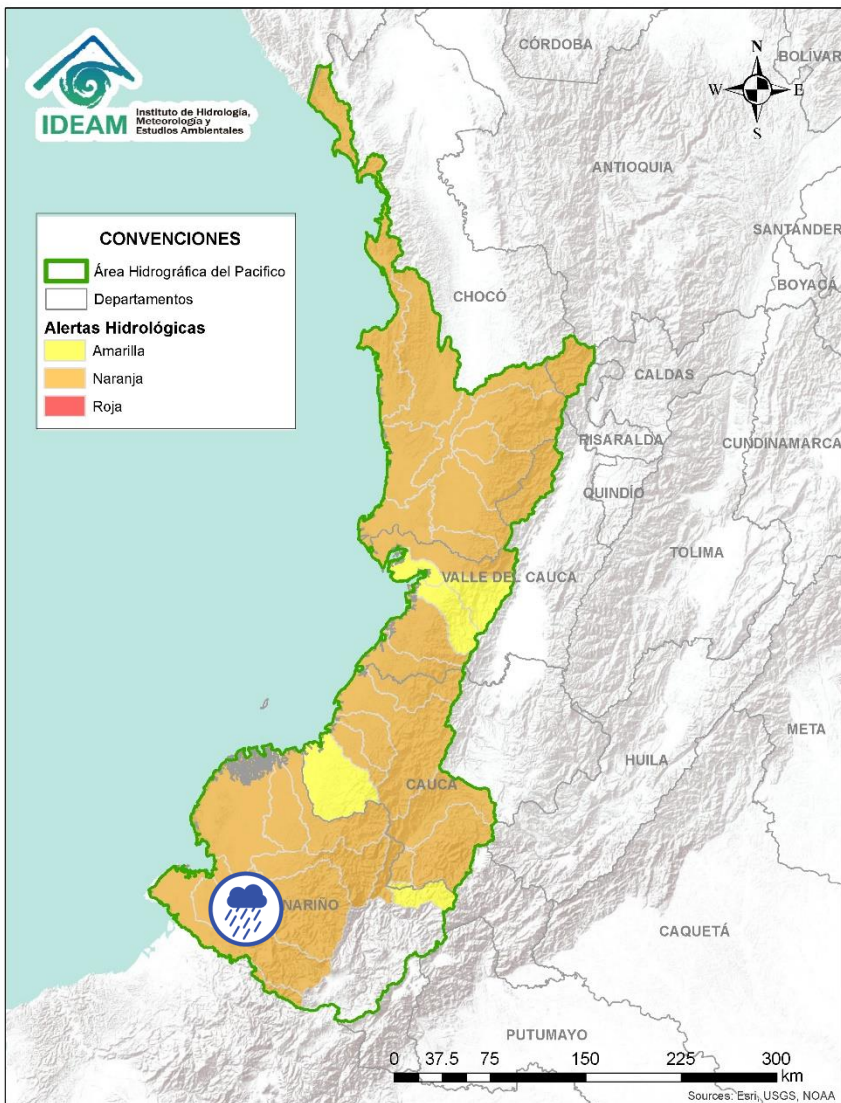 IDEAM
Instituto de Hidrología,
Meteorología y
Estudios Ambientales
N
W
E
S
CÓRDOBA
BOLÍVAR
ANTIOQUIA
SANTANDER
BOYACÁ
CONVENCIONES
Área Hidrográfica del Pacifico
Departamentos
Alertas Hidrológicas
Amarilla
Naranja
Roja
CHOCÓ
CALDAS
RISARALDA
CUNDINAMARCA
QUINDÍO
TOLIMA
VALLE DEL CAUCA
META
HUILA
CAUCA
NARIÑO
CAQUETÁ
PUTUMAYO
0 37.5 75 150 225 300
km
Sources: Esri, USGS, NOAA